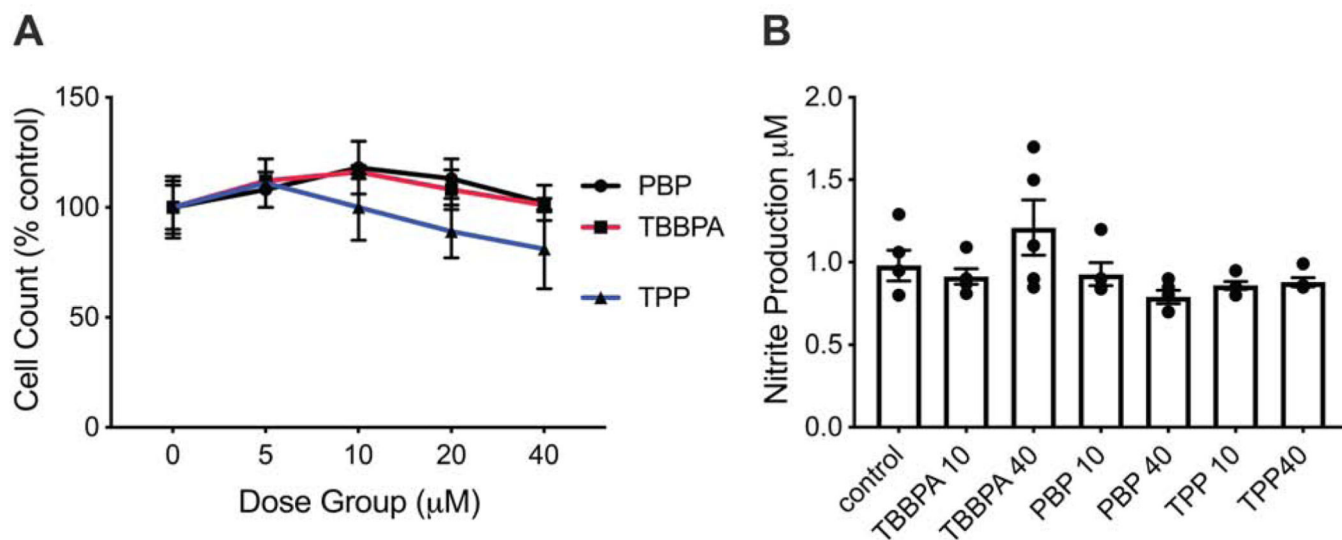 A
Cell Count (% control)
150
100
50
0
0 5 10 20 40
Dose Group (μM)
PBP
TBBPA
TPP
B
Nitrite Production μM
2.0
1.5
1.0
0.5
0.0
control
TBBPA 10
TBBPA 40
PBP 10
PBP 40
TPP 10
TPP40